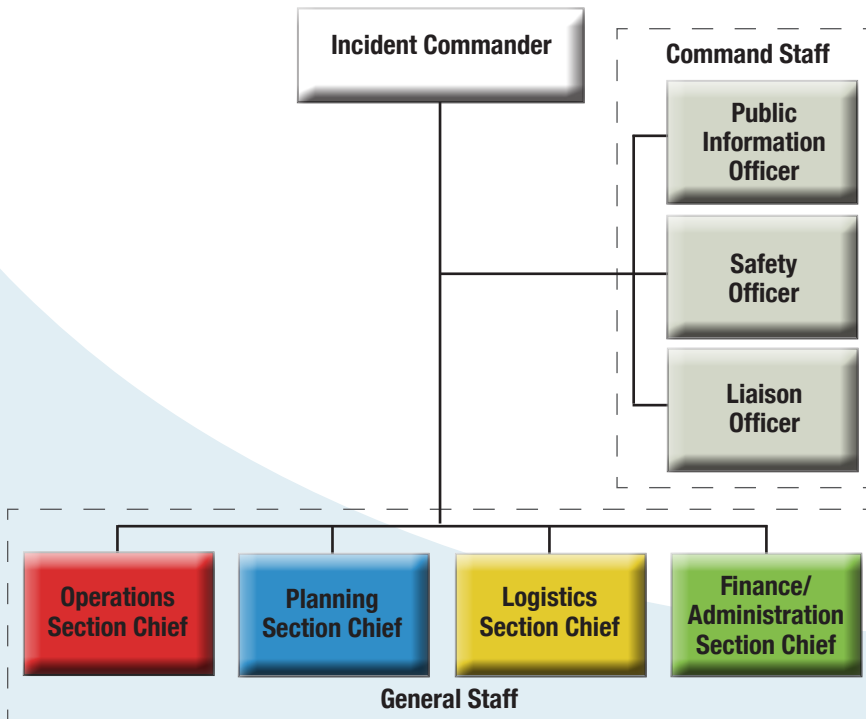 Incident Commander
Command Staff
Public
Information
Officer
Safety
Officer
Liaison
Officer
Operations
Section Chief
Planning
Section Chief
Logistics
Section Chief
Finance/
Administration
Section Chief
General Staff